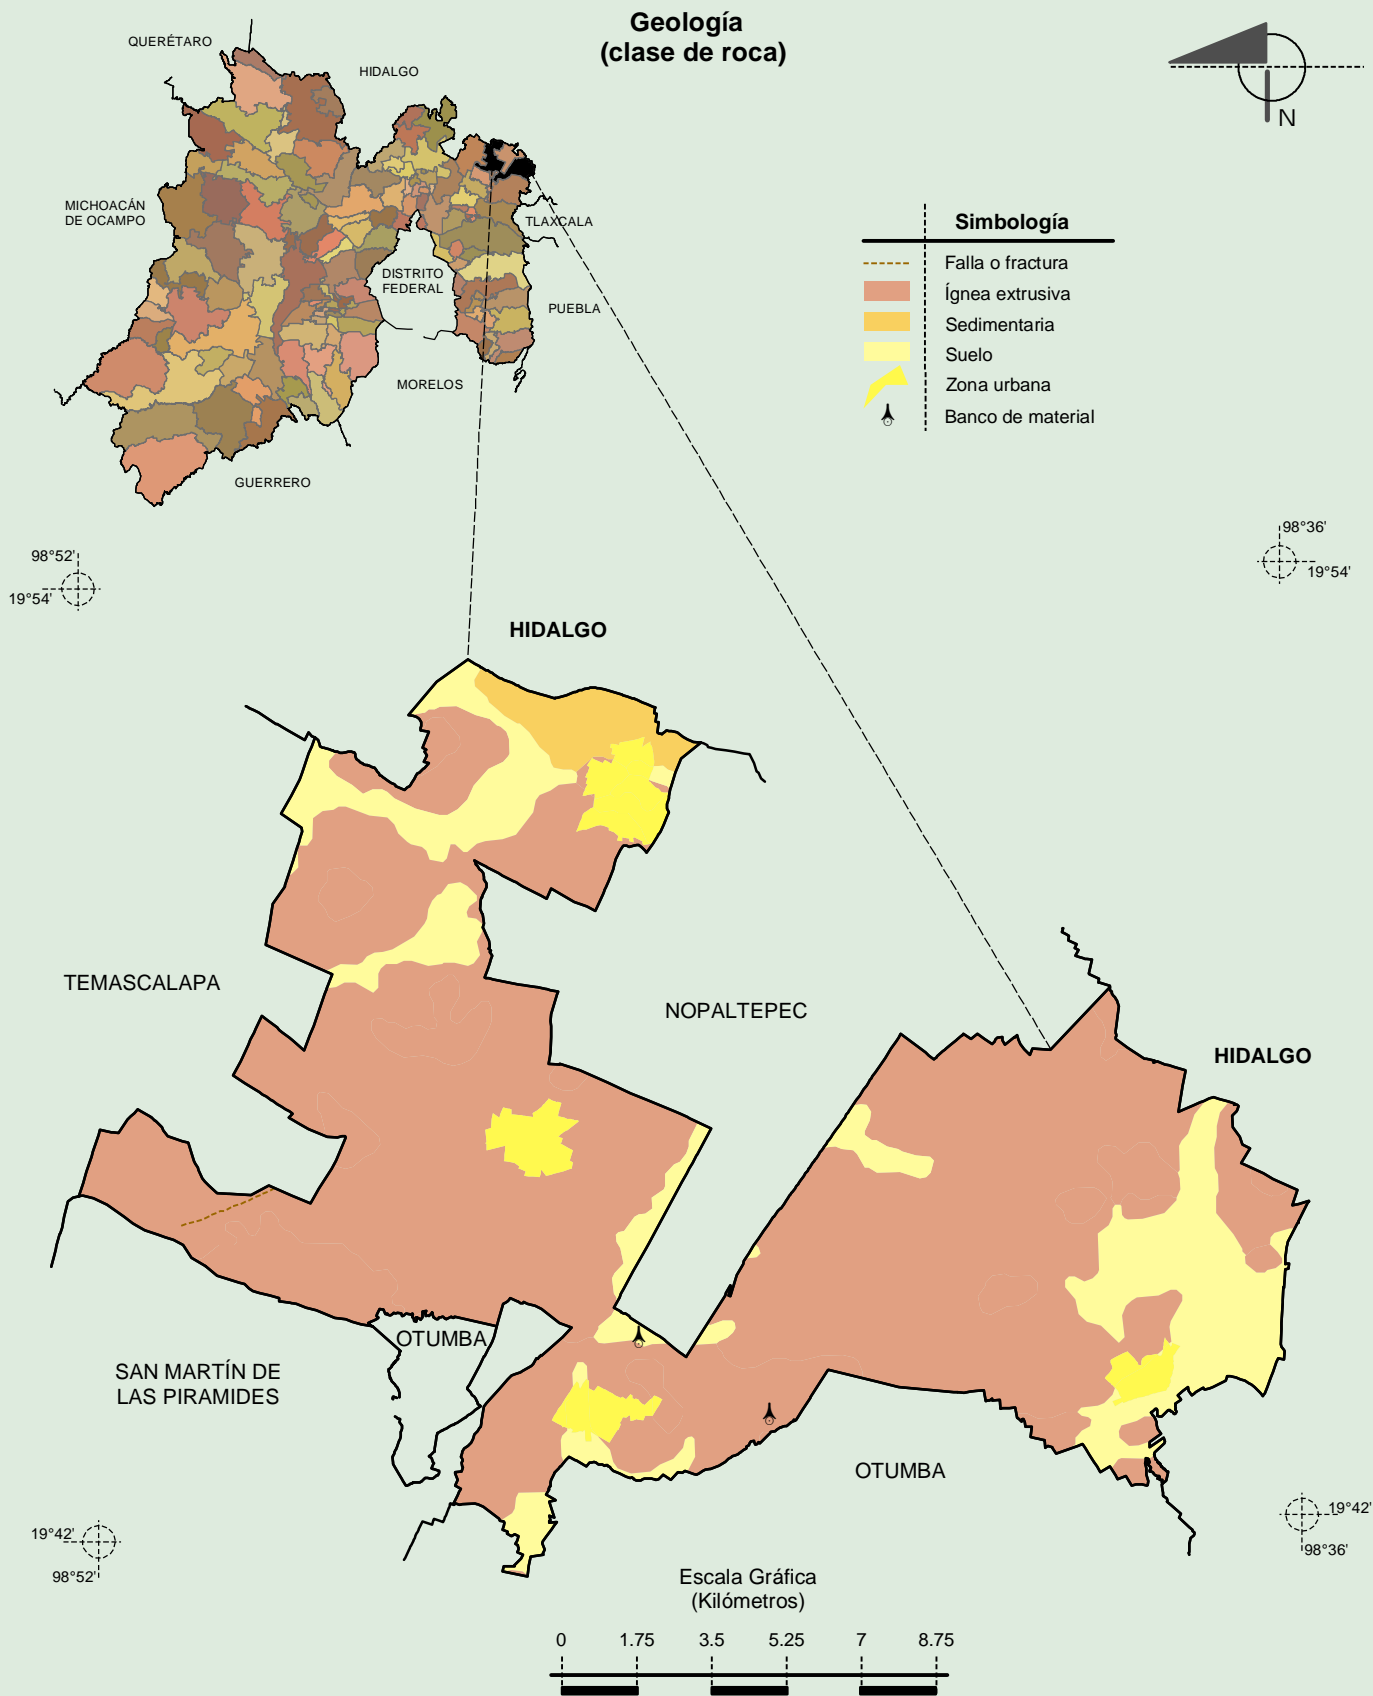 Geología
(clase de roca)
QUERÉTARO
HIDALGO
N
MICHOACÁN
DE OCAMPO
TLAXCALA
DISTRITO
FEDERAL
PUEBLA
MORELOS
GUERRERO
Simbología
Falla o fractura
Ígnea extrusiva
Sedimentaria
Suelo
Zona urbana
Banco de material
98°52'
19°54'
98°36'
19°54'
HIDALGO
TEMASCALAPA
NOPALTEPEC
HIDALGO
OTUMBA
SAN MARTÍN DE
LAS PIRAMIDES
OTUMBA
19°42'
98°52'
19°42'
98°36'
Escala Gráfica
(Kilómetros)
0 1.75 3.5 5.25 7 8.75